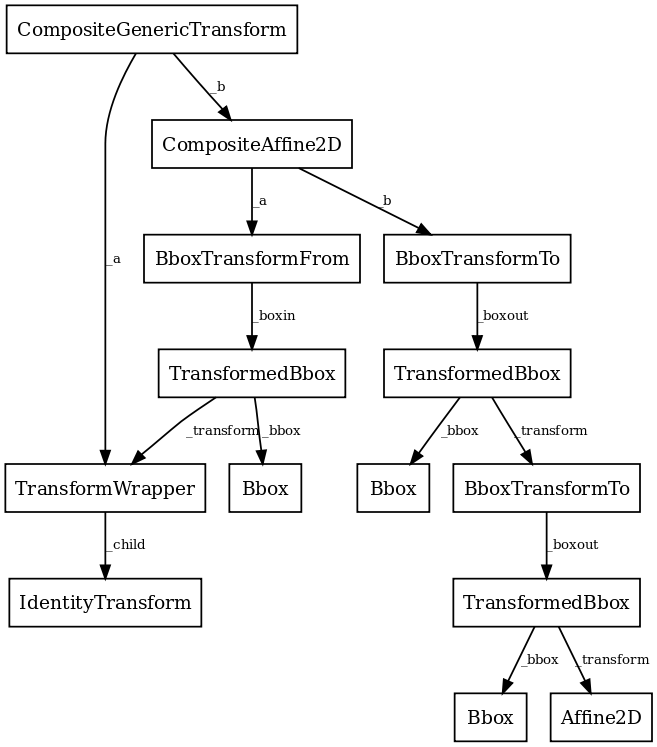 CompositeGenericTransform
_b
CompositeAffine2D
_a
_a
_b
BboxTransformFrom
BboxTransformTo
_boxin
_boxout
TransformedBbox
TransformedBbox
_transform
_bbox
_bbox
_transform
TransformWrapper
Bbox
Bbox
BboxTransformTo
_child
_boxout
IdentityTransform
TransformedBbox
_bbox
_transform
Bbox
Affine2D